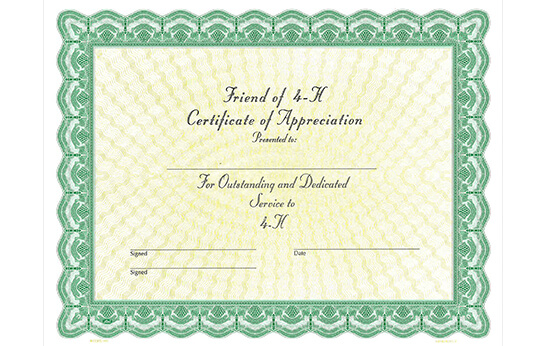 Friend of 4-H
Certificate of Appreciation
Presented to:
For Outstanding and Dedicated
Service to
4-H
Signed
Date
Signed